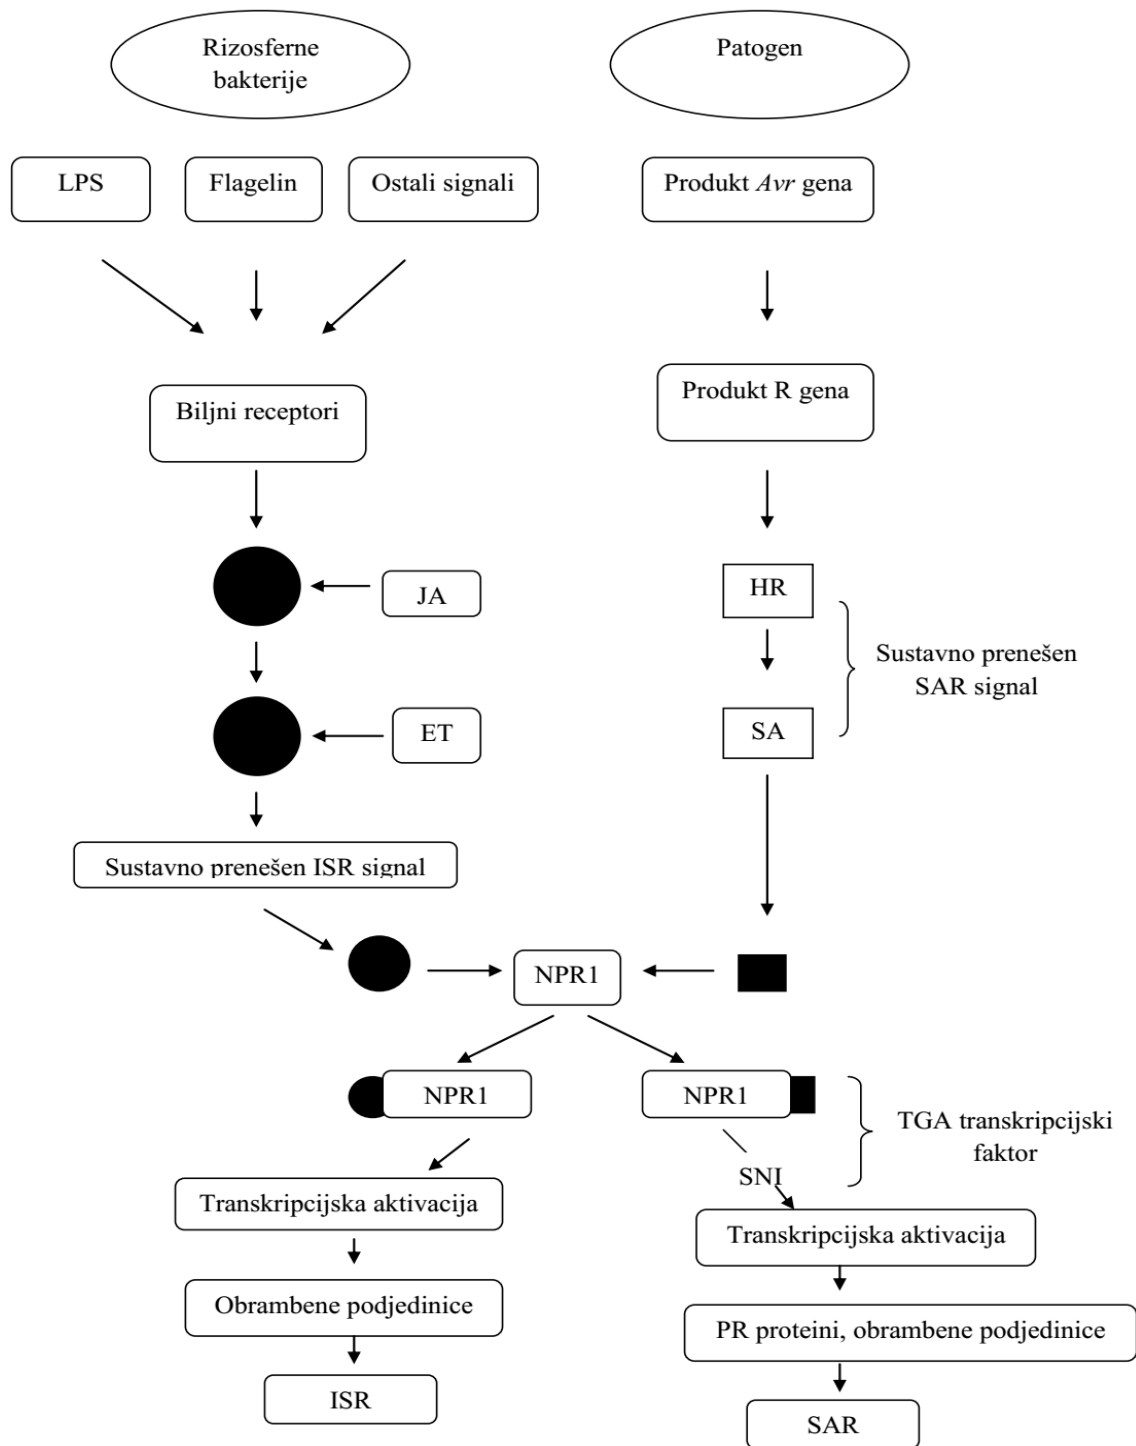 Rizosferne
bakterije
Patogen
LPS
Flagelin
Ostali signali
Produkt Avr gena
Biljni receptori
Produkt R gena
JA
HR
Sustavno prenešen
SAR signal
ET
SA
Sustavno prenešen ISR signal
NPR1
NPR1
NPR1
TGA transkripcijski
faktor
SNI
Transkripcijska aktivacija
Transkripcijska aktivacija
Obrambene podjedinice
PR proteini, obrambene podjedinice
ISR
SAR